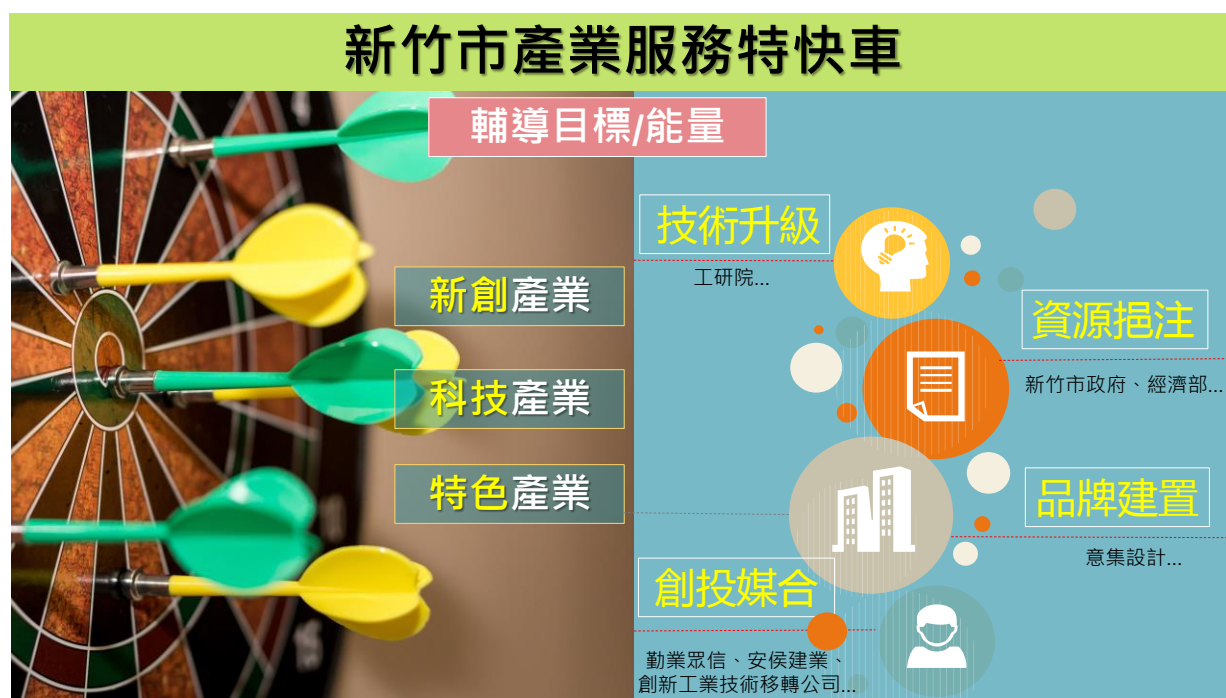 新竹市產業服務特快車
輔導目標/能量
新創產業
科技產業
特色產業
技術升級
工研院...
資源挹注
新竹市政府、經濟部...
品牌建置
意集設計...
創投媒合
勤業眾信、安侯建業、
創新工業技術移轉公司...